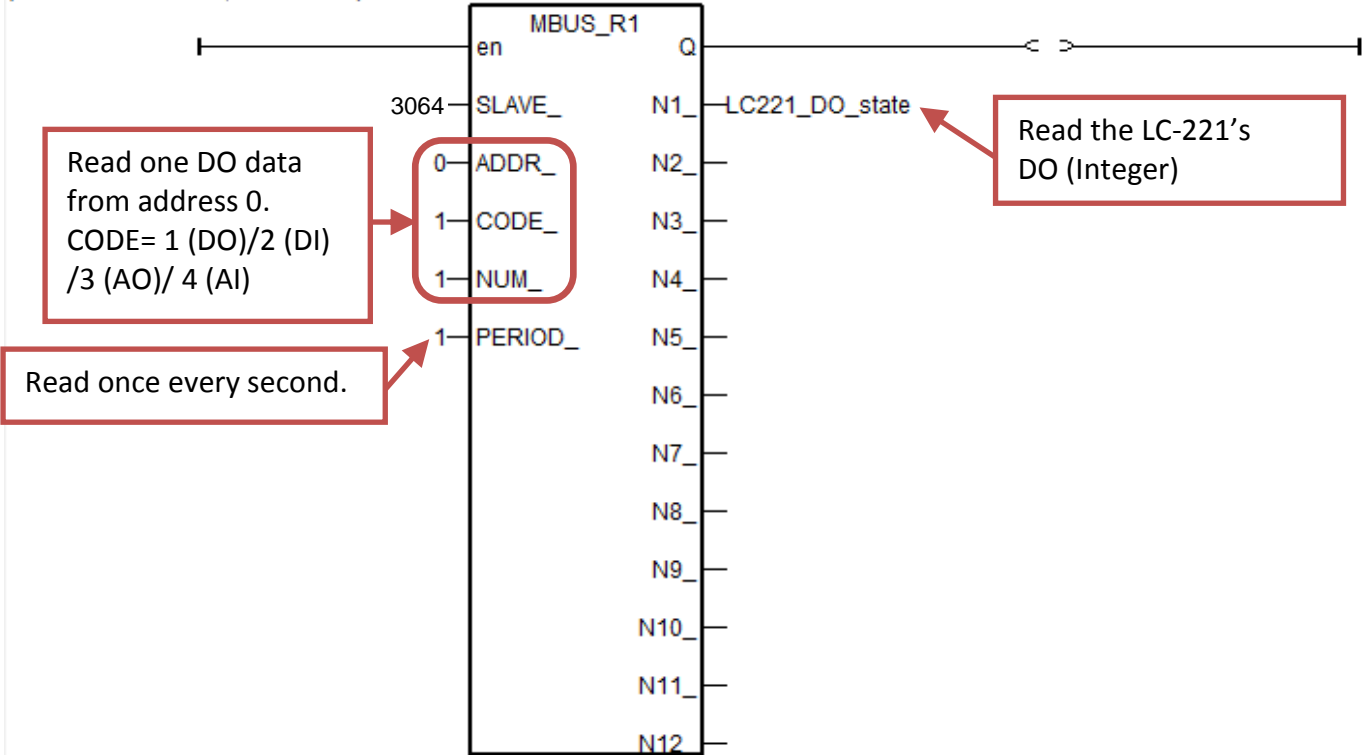 MBUS_R1
en Q
3064 SLAVE_ N1_ LC221_DO_state
Read the LC-221’s
DO (Integer)
Read one DO data
from address 0.
CODE= 1 (DO)/2 (DI)
/3 (AO)/ 4 (AI)
0 ADDR_ N2_
1 CODE_ N3_
1 NUM_ N4_
1 PERIOD_ N5_
Read once every second.
N6_
N7_
N8_
N9_
N10_
N11_
N12_